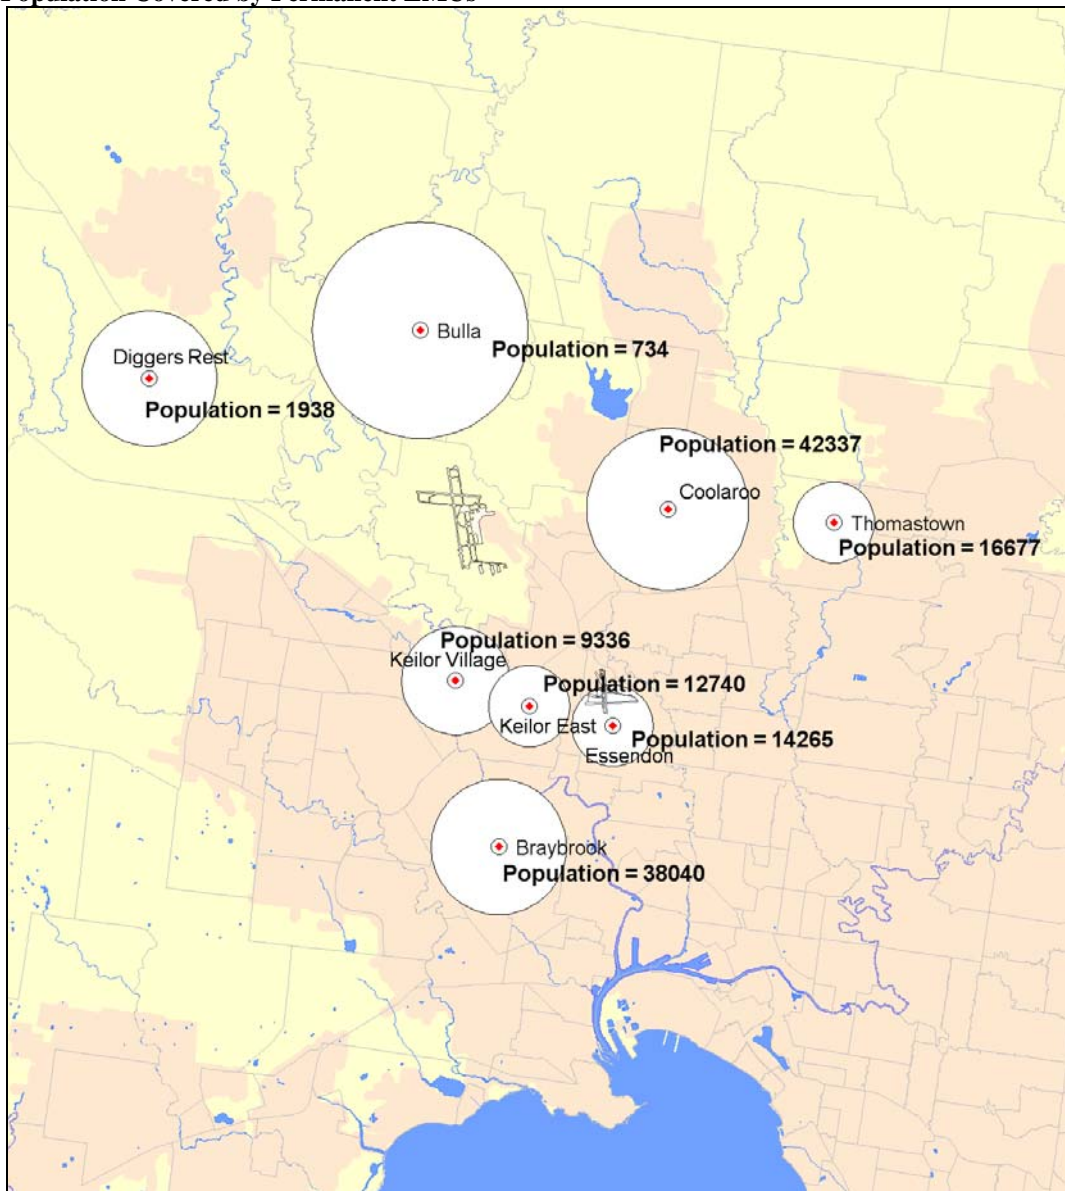 Population Covered by Permanent EMUs
Bulla
Population = 734
Diggers Rest
Population = 1938
Population = 42337
Coolaroo
Thomastown
Population = 16677
Population = 9336
Keilor Village
Population = 12740
Keilor East
Population = 14265
Essendon
Braybrook
Population = 38040